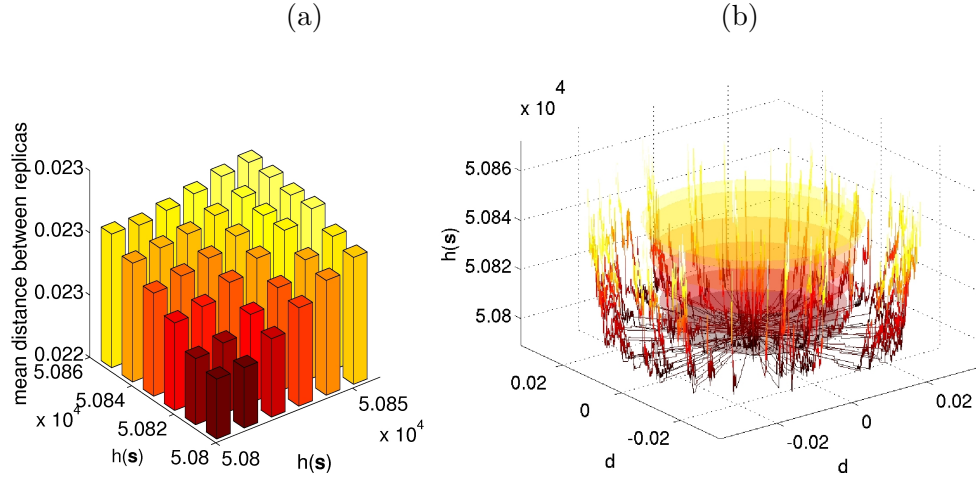 (a)
(b)
mean distance between replicas
0.023
0.023
0.023
0.022
5.086
5.084
5.082
5.08
x 10^4
h(s)
5.08
5.085
x 10^4
h(s)
x 10^4
5.086
5.084
5.082
5.08
h(s)
0.02
0
-0.02
d
-0.02
0
0.02
d